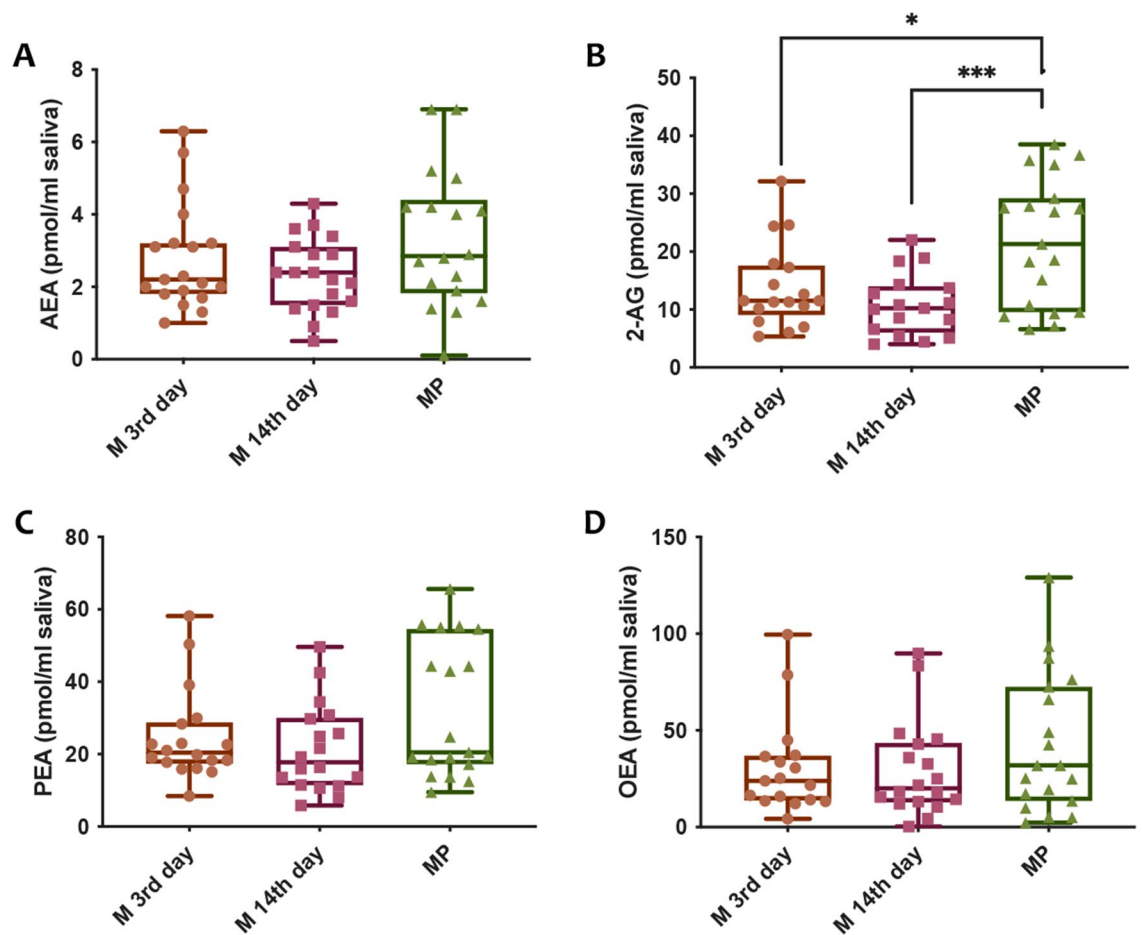 A
AEA (pmol/ml saliva)
8
6
4
2
0
M 3rd day
M 14th day
MP
B
*
***
2-AG (pmol/ml saliva)
50
40
30
20
10
0
M 3rd day
M 14th day
MP
C
PEA (pmol/ml saliva)
80
60
40
20
0
M 3rd day
M 14th day
MP
D
OEA (pmol/ml saliva)
150
100
50
0
M 3rd day
M 14th day
MP